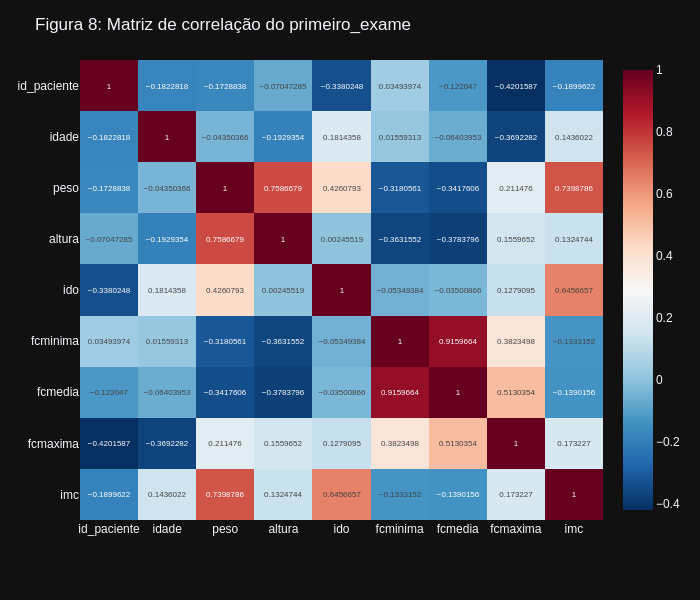 Figura 8: Matriz de correlação do primeiro_exame
id_paciente 1 −0.1822818 −0.1728838 −0.07047285 −0.3380248 0.03493974 −0.122047 −0.4201587 −0.1899622
idade −0.1822818 1 −0.04350366 −0.1929354 0.1814358 0.01559313 −0.06403953 −0.3692282 0.1436022
peso −0.1728838 −0.04350366 1 0.7586679 0.4260793 −0.3180561 −0.3417606 0.211476 0.7398786
altura −0.07047285 −0.1929354 0.7586679 1 0.00245519 −0.3631552 −0.3783796 0.1559652 0.1324744
ido −0.3380248 0.1814358 0.4260793 0.00245519 1 −0.05349384 −0.03500866 0.1279095 0.6456657
fcminima 0.03493974 0.01559313 −0.3180561 −0.3631552 −0.05349384 1 0.9159664 0.3823498 −0.1333152
fcmedia −0.122047 −0.06403953 −0.3417606 −0.3783796 −0.03500866 0.9159664 1 0.5130354 −0.1390156
fcmaxima −0.4201587 −0.3692282 0.211476 0.1559652 0.1279095 0.3823498 0.5130354 1 0.173227
imc −0.1899622 0.1436022 0.7398786 0.1324744 0.6456657 −0.1333152 −0.1390156 0.173227 1
id_paciente idade peso altura ido fcminima fcmedia fcmaxima imc
1
0.8
0.6
0.4
0.2
0
−0.2
−0.4